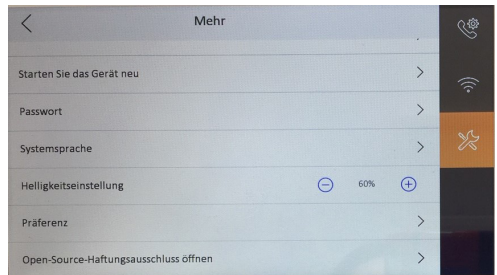 Mehr
Starten Sie das Gerät neu
Passwort
Systemsprache
Helligkeitseinstellung 60%
Präferenz
Open-Source-Haftungsausschluss öffnen